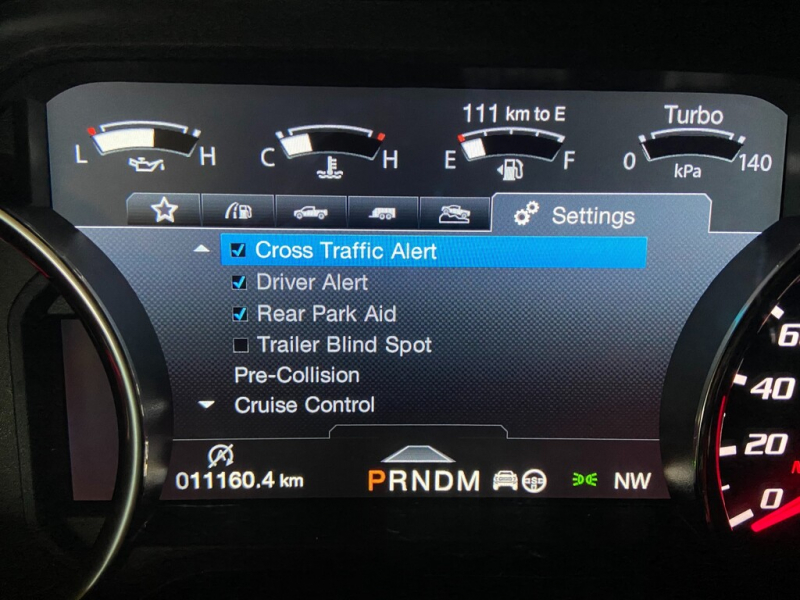 111 km to E
Turbo
L H
C H
E F
0 140
kPa
Settings
Cross Traffic Alert
Driver Alert
Rear Park Aid
Trailer Blind Spot
Pre-Collision
Cruise Control
A
011160.4 km
PRNDM
S
NW
40
20
0